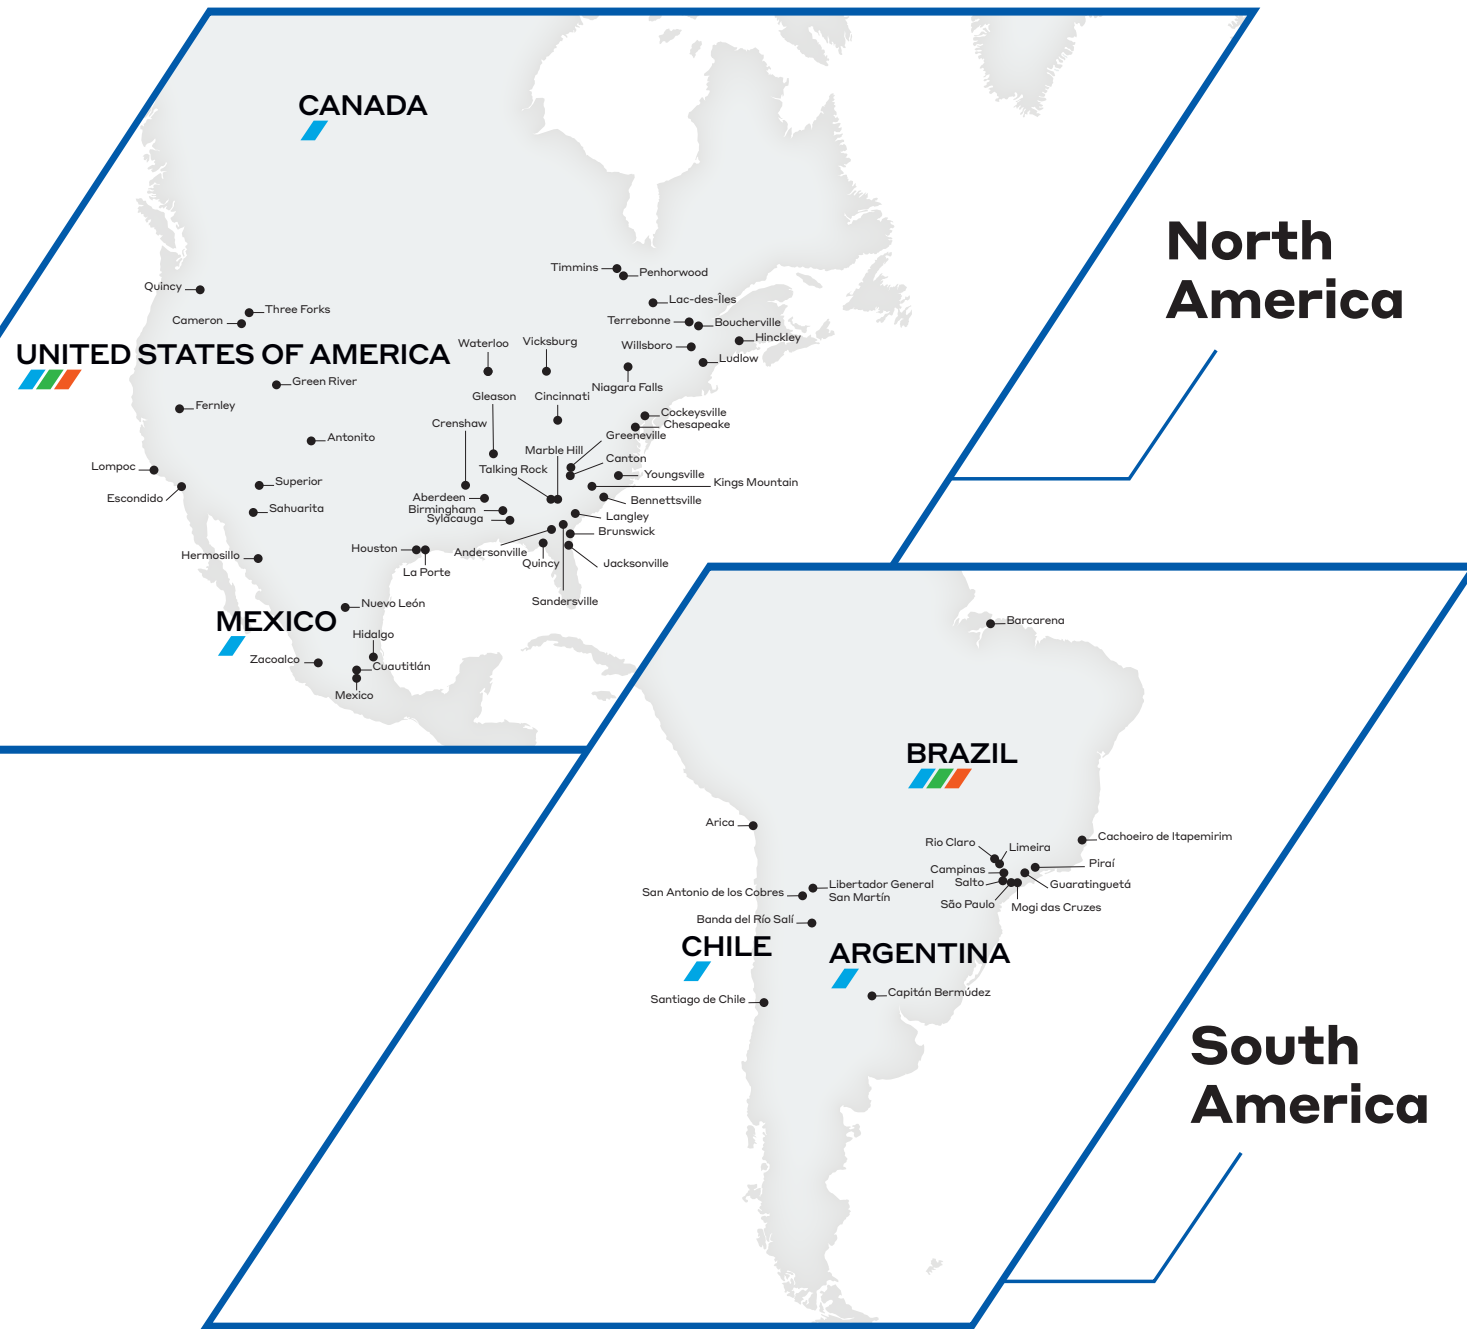 CANADA
North
America
Timmins
Penhorwood
Quincy
Lac-des-Îles
Three Forks
Cameron
Terrebonne
Boucherville
Hinckley
UNITED STATES OF AMERICA
Waterloo
Vicksburg
Willsboro
Ludlow
Green River
Niagara Falls
Gleason
Cincinnati
Fernley
Cockeysville
Chesapeake
Crenshaw
Greeneville
Antonito
Marble Hill
Canton
Lompoc
Talking Rock
Youngsville
Superior
Kings Mountain
Escondido
Aberdeen
Bennettsville
Sahuarita
Birmingham
Sylacauga
Langley
Brunswick
Hermosillo
Houston
Andersonville
Quincy
Jacksonville
La Porte
Sandersville
Nuevo León
MEXICO
Hidalgo
Zacoalco
Cuautitlán
Mexico
Barcarena
BRAZIL
Arica
Cachoeiro de Itapemirim
Rio Claro
Limeira
Piraí
Campinas
Salto
Guaratinguetá
São Paulo
Mogi das Cruzes
San Antonio de los Cobres
Libertador General
San Martín
Banda del Río Salí
CHILE
ARGENTINA
Santiago de Chile
Capitán Bermúdez
South
America